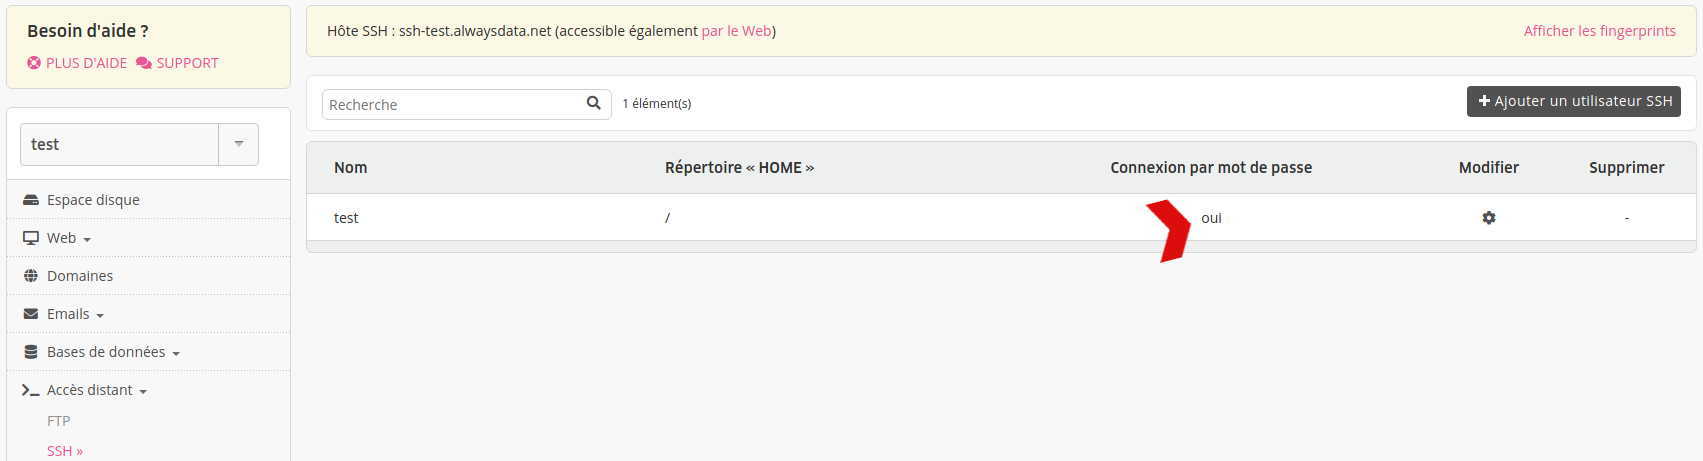 Besoin d'aide ?
PLUS D'AIDE SUPPORT
test
Espace disque
Web
Domaines
Emails
Bases de données
Accès distant
FTP
SSH »
Hôte SSH : ssh-test.alwaysdata.net (accessible également par le Web)
Afficher les fingerprints
Recherche
1 élément(s)
Ajouter un utilisateur SSH
Nom Répertoire « HOME » Connexion par mot de passe Modifier Supprimer
test / oui -